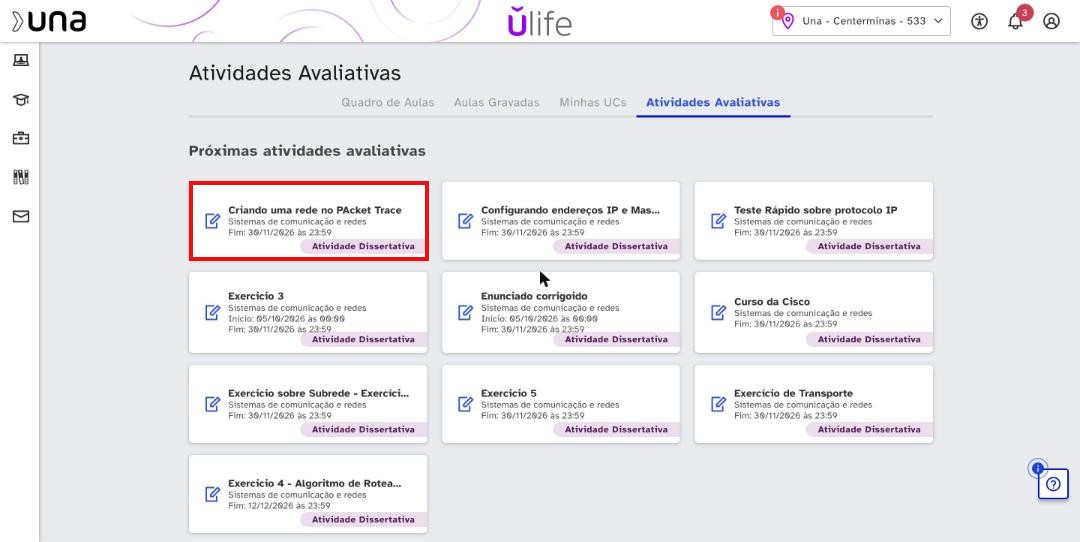 una
ulife
Una - Centerminas - 533
3
Atividades Avaliativas
Quadro de Aulas
Aulas Gravadas
Minhas UCs
Atividades Avaliativas
Próximas atividades avaliativas
Criando uma rede no PAcket Trace
Sistemas de comunicação e redes
Fim: 30/11/2026 às 23:59
Atividade Dissertativa
Configurando endereços IP e Mas...
Sistemas de comunicação e redes
Fim: 30/11/2026 às 23:59
Atividade Dissertativa
Teste Rápido sobre protocolo IP
Sistemas de comunicação e redes
Fim: 30/11/2026 às 23:59
Atividade Dissertativa
Exercicio 3
Sistemas de comunicação e redes
Início: 05/10/2026 às 00:00
Fim: 30/11/2026 às 23:59
Atividade Dissertativa
Enunciado corrigoido
Sistemas de comunicação e redes
Início: 05/10/2026 às 00:00
Fim: 30/11/2026 às 23:59
Atividade Dissertativa
Curso da Cisco
Sistemas de comunicação e redes
Fim: 30/11/2026 às 23:59
Atividade Dissertativa
Exercicio sobre Subrede - Exercíci...
Sistemas de comunicação e redes
Fim: 30/11/2026 às 23:59
Atividade Dissertativa
Exercicio 5
Sistemas de comunicação e redes
Fim: 30/11/2026 às 23:59
Atividade Dissertativa
Exercício de Transporte
Sistemas de comunicação e redes
Fim: 30/11/2026 às 23:59
Atividade Dissertativa
Exercicio 4 - Algoritmo de Rotea...
Sistemas de comunicação e redes
Fim: 12/12/2026 às 23:59
Atividade Dissertativa